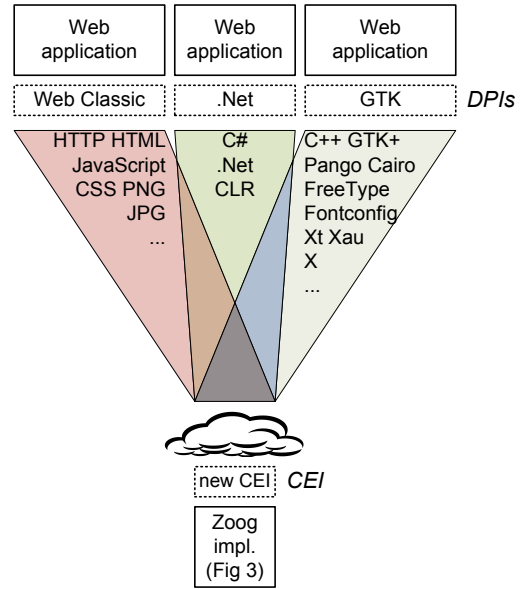 Web
application
Web
application
Web
application
Web Classic
.Net
GTK
DPIs
HTTP HTML
JavaScript
CSS PNG
JPG
...
C#
.Net
CLR
C++ GTK+
Pango Cairo
FreeType
Fontconfig
Xt Xau
X
...
new CEI
CEI
Zoog
impl.
(Fig 3)